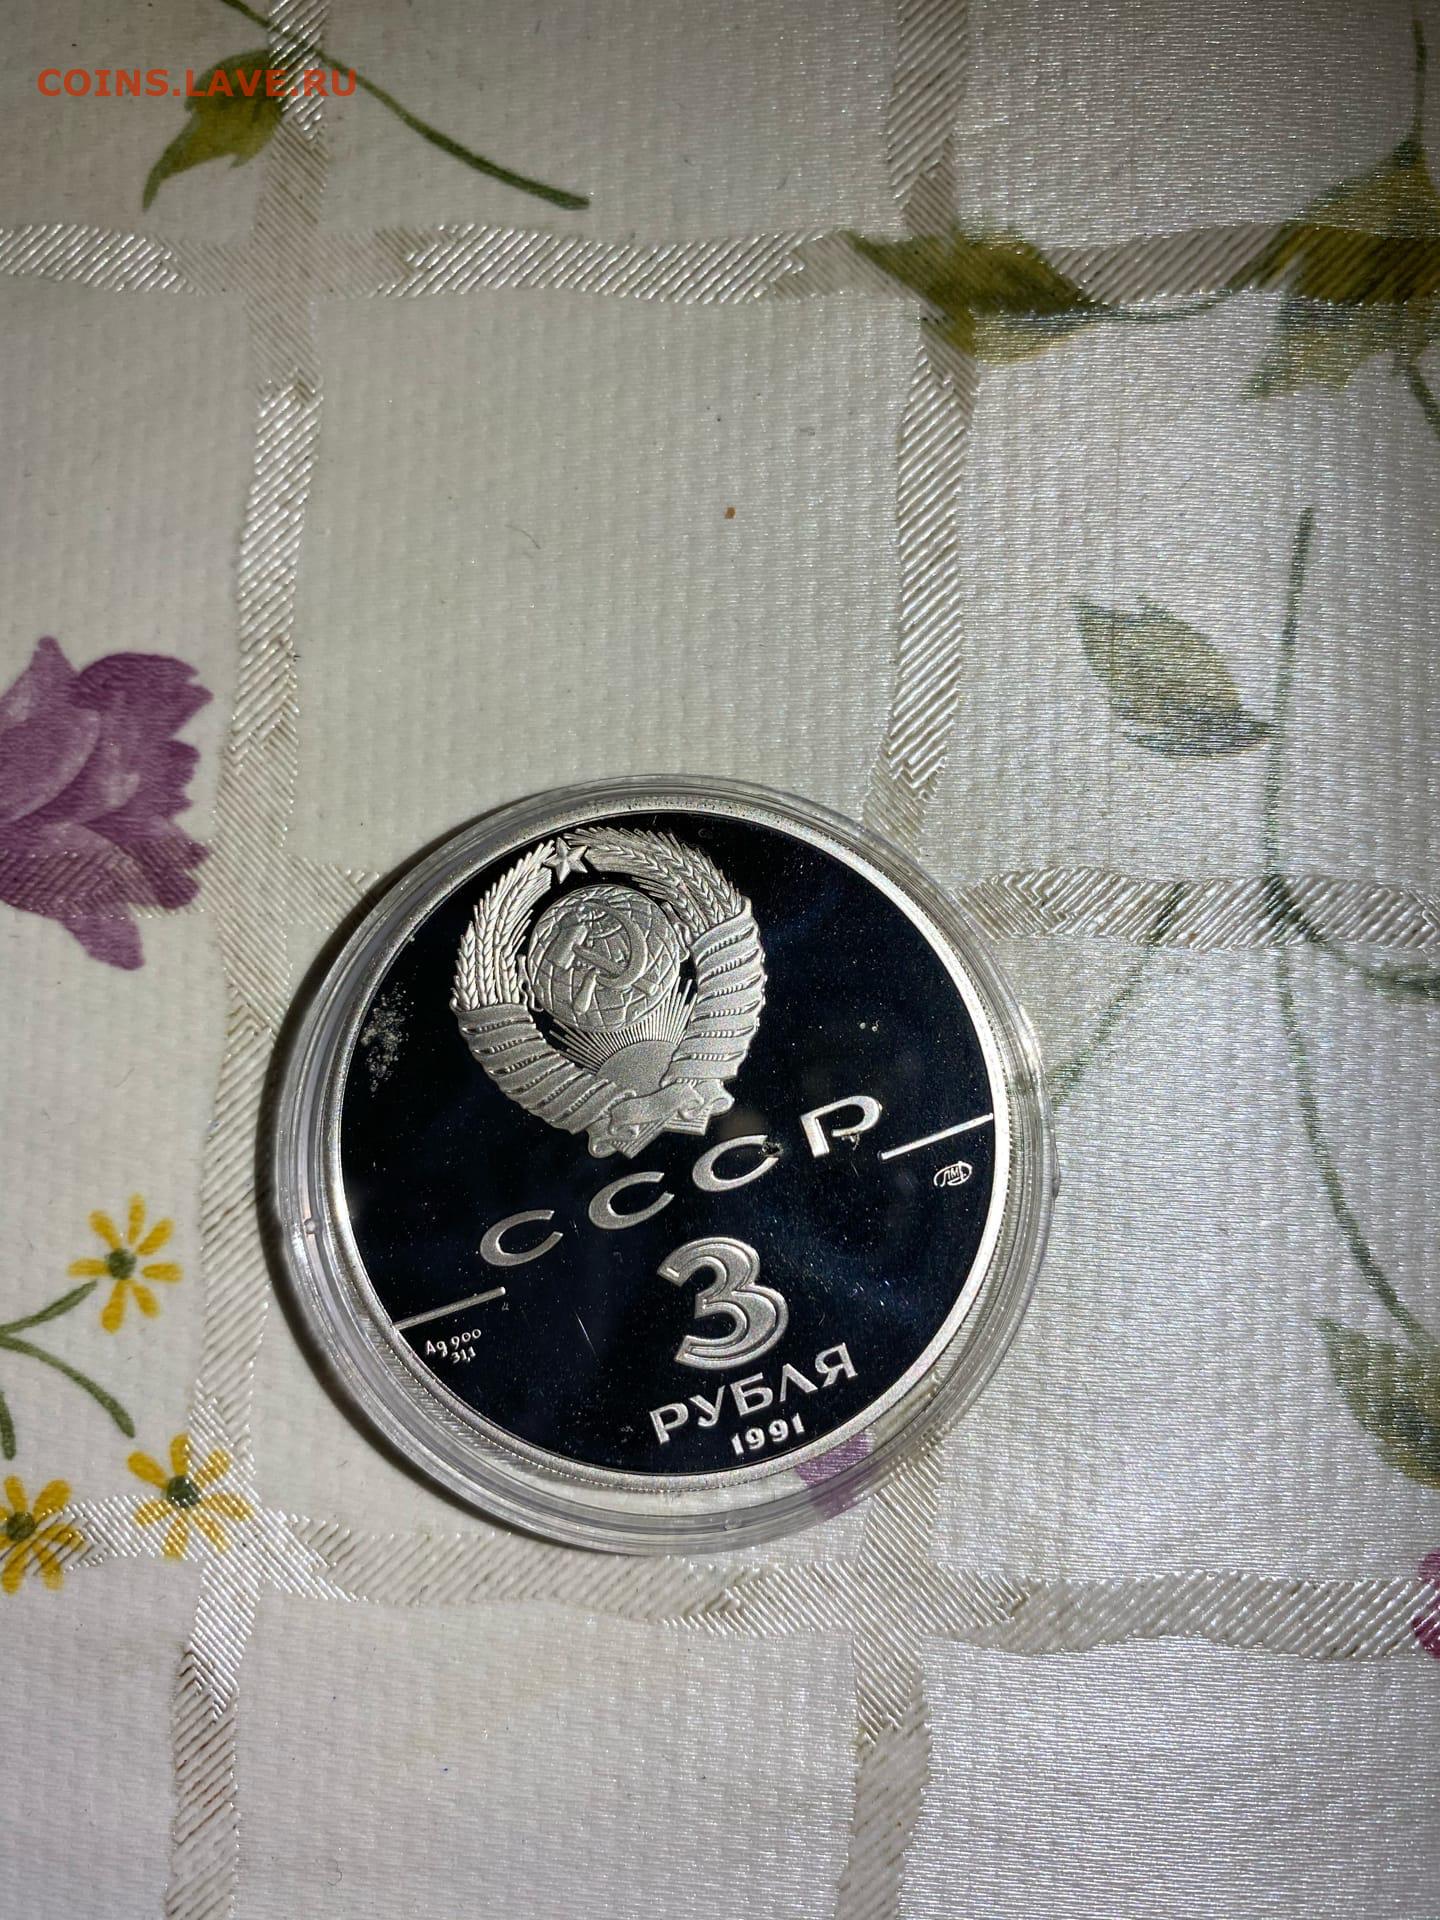 COINS.LAVE.RU
СССР
ЛМД
Ag 900
31,1
3
РУБЛЯ
1991